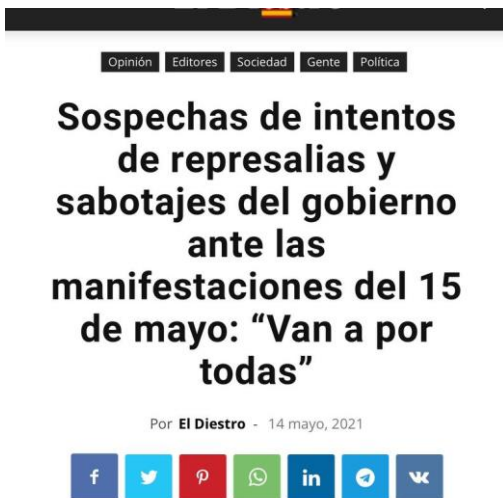 Opinión Editores Sociedad Gente Política
Sospechas de intentos
de represalias y
sabotajes del gobierno
ante las
manifestaciones del 15
de mayo: “Van a por
todas”
Por El Diestro - 14 mayo, 2021